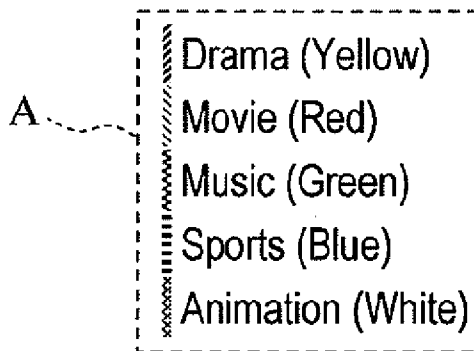 Drama (Yellow)
A Movie (Red)
Music (Green)
Sports (Blue)
Animation (White)